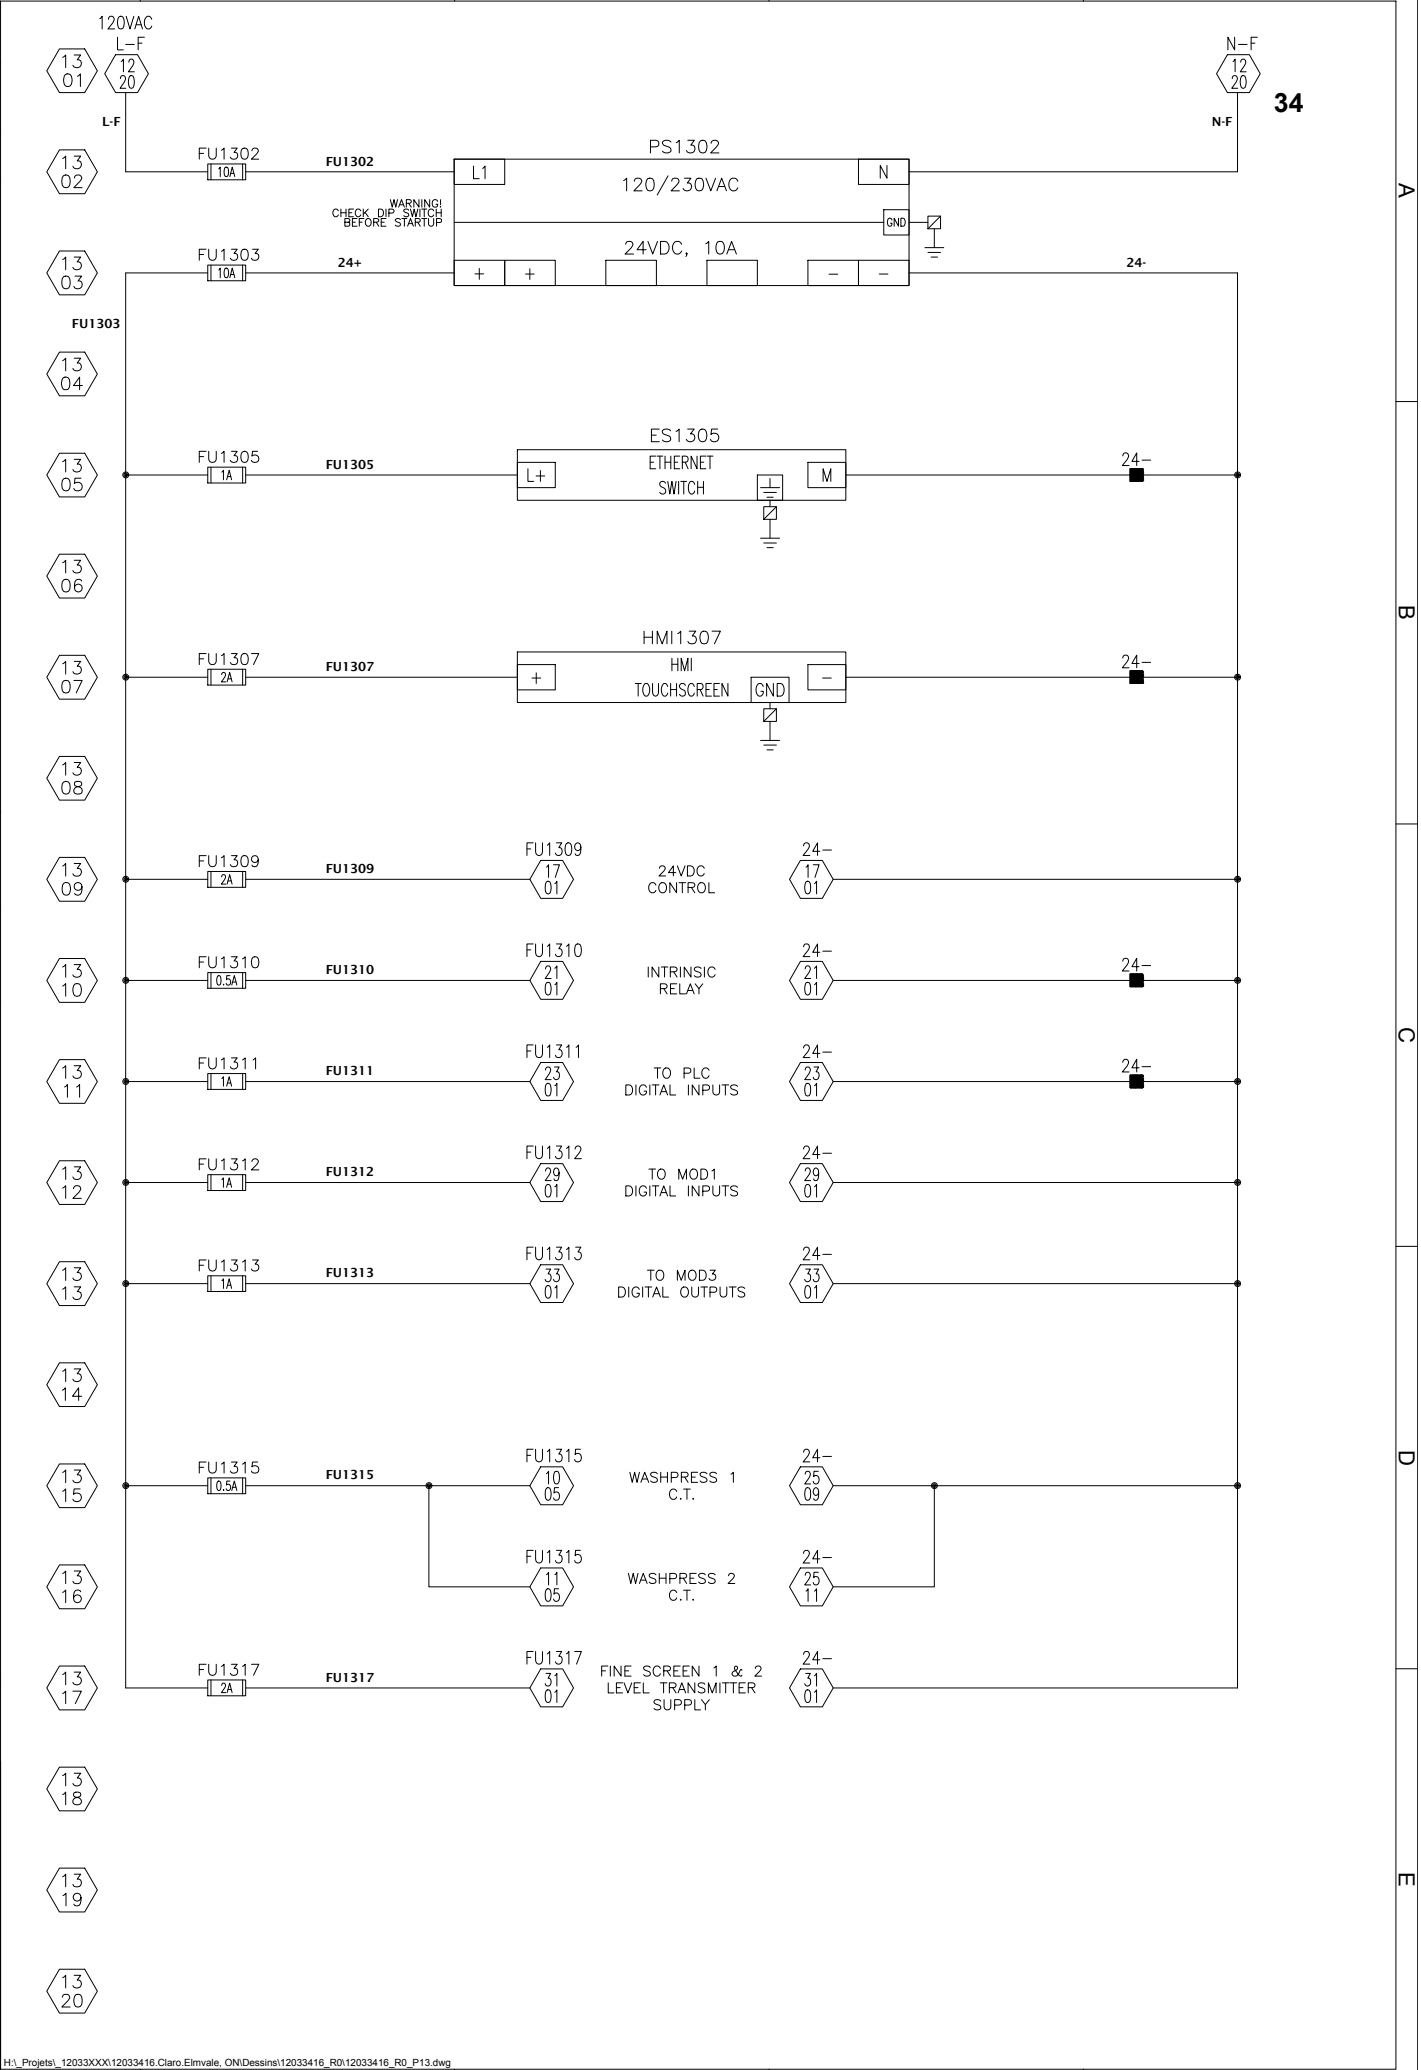 120VAC
L-F
12
20
13
01
N-F
12
20
34
L-F
N-F
13
02
FU1302
10A
FU1302
PS1302
L1
N
120/230VAC
WARNING!
CHECK DIP SWITCH
BEFORE STARTUP
GND
A
13
03
FU1303
10A
24+
24VDC, 10A
+
+
-
-
24-
FU1303
13
04
13
05
FU1305
1A
FU1305
ES1305
L+
ETHERNET
SWITCH
M
24-
13
06
B
13
07
FU1307
2A
FU1307
HMI1307
+
HMI
TOUCHSCREEN
GND
-
24-
13
08
13
09
FU1309
2A
FU1309
FU1309
17
01
24VDC
CONTROL
24-
17
01
13
10
FU1310
0.5A
FU1310
FU1310
21
01
INTRINSIC
RELAY
24-
21
01
24-
C
13
11
FU1311
1A
FU1311
FU1311
23
01
TO PLC
DIGITAL INPUTS
24-
23
01
24-
13
12
FU1312
1A
FU1312
FU1312
29
01
TO MOD1
DIGITAL INPUTS
24-
29
01
13
13
FU1313
1A
FU1313
FU1313
33
01
TO MOD3
DIGITAL OUTPUTS
24-
33
01
13
14
D
13
15
FU1315
0.5A
FU1315
FU1315
10
05
WASHPRESS 1
C.T.
24-
25
09
13
16
FU1315
11
05
WASHPRESS 2
C.T.
24-
25
11
13
17
FU1317
2A
FU1317
FU1317
31
01
FINE SCREEN 1 & 2
LEVEL TRANSMITTER
SUPPLY
24-
31
01
13
18
13
19
E
13
20
H:\_Projets\_12033XXX\12033416.Claro.Elmvale, ON\Dessins\12033416_R0\12033416_R0_P13.dwg